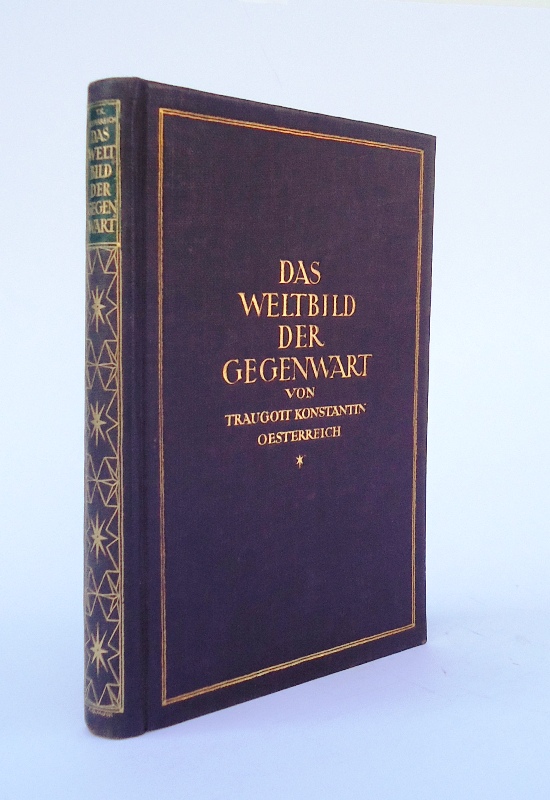 DAS
WELTBILD
DER
GEGENWART
VON
TRAUGOTT KONSTANTIN
OESTERREICH
DAS
WELT
BILD
DER
GEGEN
WART